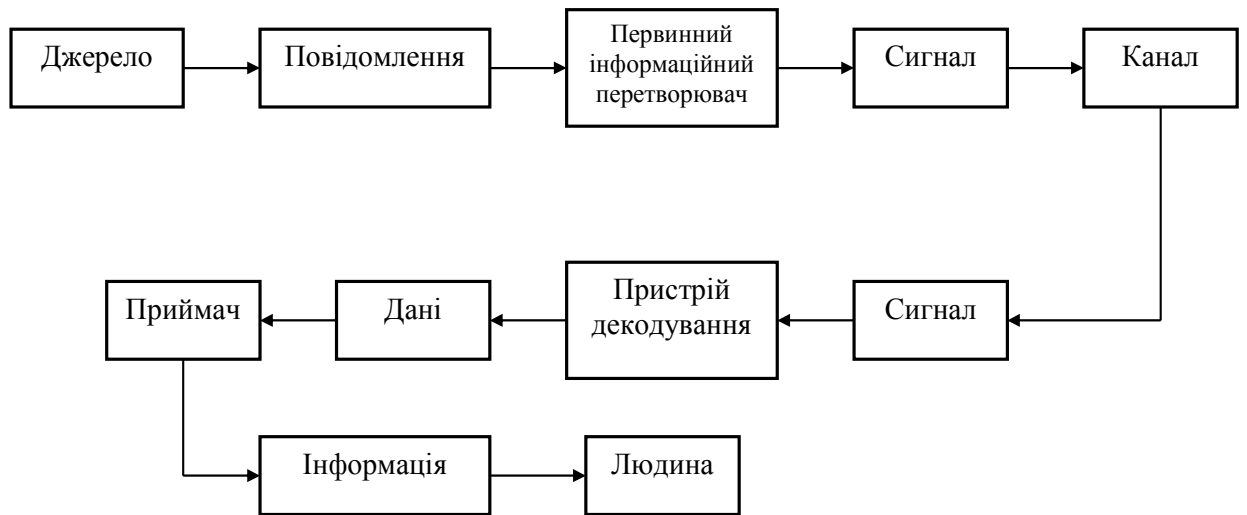 Джерело
Повідомлення
Первинний
інформаційний
перетворювач
Сигнал
Канал
Приймач
Дані
Пристрій
декодування
Сигнал
Інформація
Людина